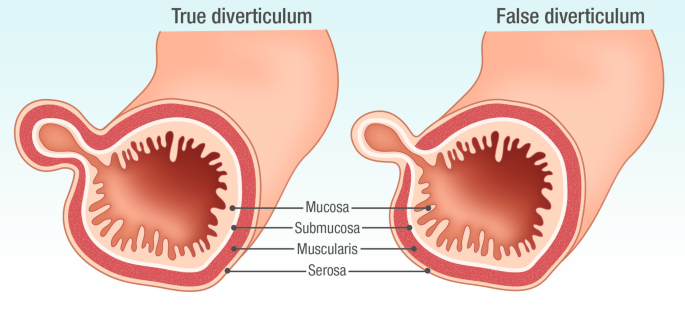 True diverticulum
False diverticulum
Mucosa
Submucosa
Muscularis
Serosa